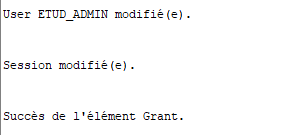 User ETUD_ADMIN modifié(e).
Session modifié(e).
Succès de l'élément Grant.